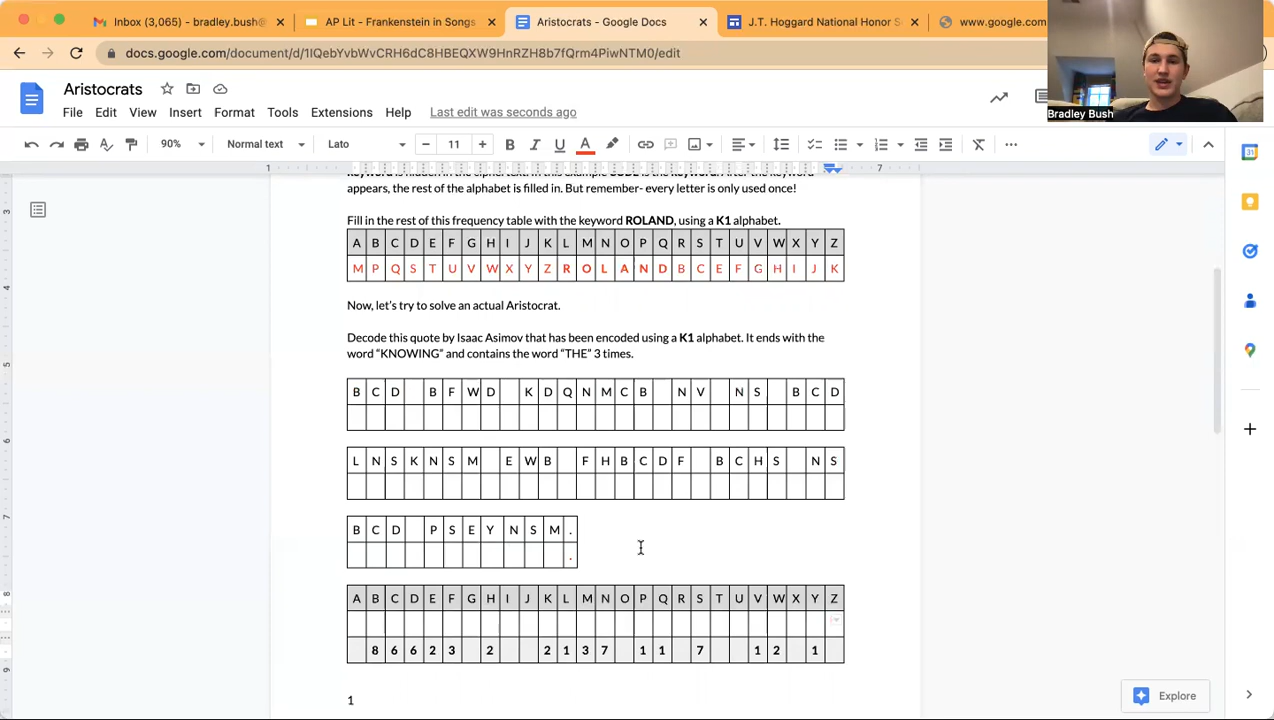 Inbox (3,065) - bradley.bush@
AP Lit - Frankenstein in Songs
Aristocrats - Google Docs
J.T. Hoggard National Honor S
www.google.com
docs.google.com/document/d/1IQebYvbWvCRH6dC8HBEQXW9HnRZH8b7fQrm4PiwNTM0/edit
Aristocrats
File Edit View Insert Format Tools Extensions Help Last edit was seconds ago
Bradley Bush
90% Normal text Lato 11 B I U A
appears, the rest of the alphabet is filled in. But remember- every letter is only used once!
Fill in the rest of this frequency table with the keyword ROLAND, using a K1 alphabet.
A B C D E F G H I J K L M N O P Q R S T U V W X Y Z
M P Q S T U V W X Y Z R O L A N D B C E F G H I J K
Now, let's try to solve an actual Aristocrat.
Decode this quote by Isaac Asimov that has been encoded using a K1 alphabet. It ends with the
word “KNOWING” and contains the word “THE” 3 times.
B C D B F W D K D Q N M C B N V N S B C D
L N S K N S M E W B F H B C D F B C H S N S
B C D P S E Y N S M .
.
A B C D E F G H I J K L M N O P Q R S T U V W X Y Z
8 6 6 2 3 2 2 1 3 7 1 1 7 1 2 1
1
Explore